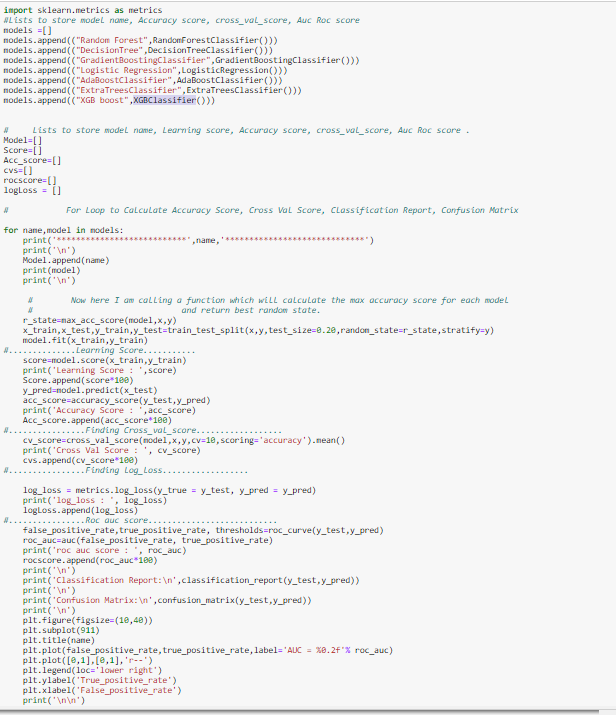 import sklearn.metrics as metrics
#Lists to store model name, Accuracy score, cross_val_score, Auc Roc score
models =[]
models.append(("Random Forest",RandomForestClassifier()))
models.append(("DecisionTree",DecisionTreeClassifier()))
models.append(("GradientBoostingClassifier",GradientBoostingClassifier()))
models.append(("Logistic Regression",LogisticRegression()))
models.append(("AdaBoostClassifier",AdaBoostClassifier()))
models.append(("ExtraTreesClassifier",ExtraTreesClassifier()))
models.append(("XGB boost",XGBClassifier()))
#     Lists to store model name, Learning score, Accuracy score, cross_val_score, Auc Roc score .
Model=[]
Score=[]
Acc_score=[]
cvs=[]
rocscore=[]
logLoss = []
#            For Loop to Calculate Accuracy Score, Cross Val Score, Classification Report, Confusion Matrix
for name,model in models:
    print('***************************',name,'*****************************')
    print('\n')
    Model.append(name)
    print(model)
    print('\n')
     #        Now here I am calling a function which will calculate the max accuracy score for each model
     #                               and return best random state.
    r_state=max_acc_score(model,x,y)
    x_train,x_test,y_train,y_test=train_test_split(x,y,test_size=0.20,random_state=r_state,stratify=y)
    model.fit(x_train,y_train)
#..............Learning Score...........
    score=model.score(x_train,y_train)
    print('Learning Score : ',score)
    Score.append(score*100)
    y_pred=model.predict(x_test)
    acc_score=accuracy_score(y_test,y_pred)
    print('Accuracy Score : ',acc_score)
    Acc_score.append(acc_score*100)
#................Finding Cross_val_score..................
    cv_score=cross_val_score(model,x,y,cv=10,scoring='accuracy').mean()
    print('Cross Val Score : ', cv_score)
    cvs.append(cv_score*100)
#................Finding Log_Loss..................
    log_loss = metrics.log_loss(y_true = y_test, y_pred = y_pred)
    print('log_loss : ', log_loss)
    logLoss.append(log_loss)
#................Roc auc score...........................
    false_positive_rate,true_positive_rate, thresholds=roc_curve(y_test,y_pred)
    roc_auc=auc(false_positive_rate, true_positive_rate)
    print('roc auc score : ', roc_auc)
    rocscore.append(roc_auc*100)
    print('\n')
    print('Classification Report:\n',classification_report(y_test,y_pred))
    print('\n')
    print('Confusion Matrix:\n',confusion_matrix(y_test,y_pred))
    print('\n')
    plt.figure(figsize=(10,40))
    plt.subplot(911)
    plt.title(name)
    plt.plot(false_positive_rate,true_positive_rate,label='AUC = %0.2f'% roc_auc)
    plt.plot([0,1],[0,1],'r--')
    plt.legend(loc='lower right')
    plt.ylabel('True_positive_rate')
    plt.xlabel('False_positive_rate')
    print('\n\n')